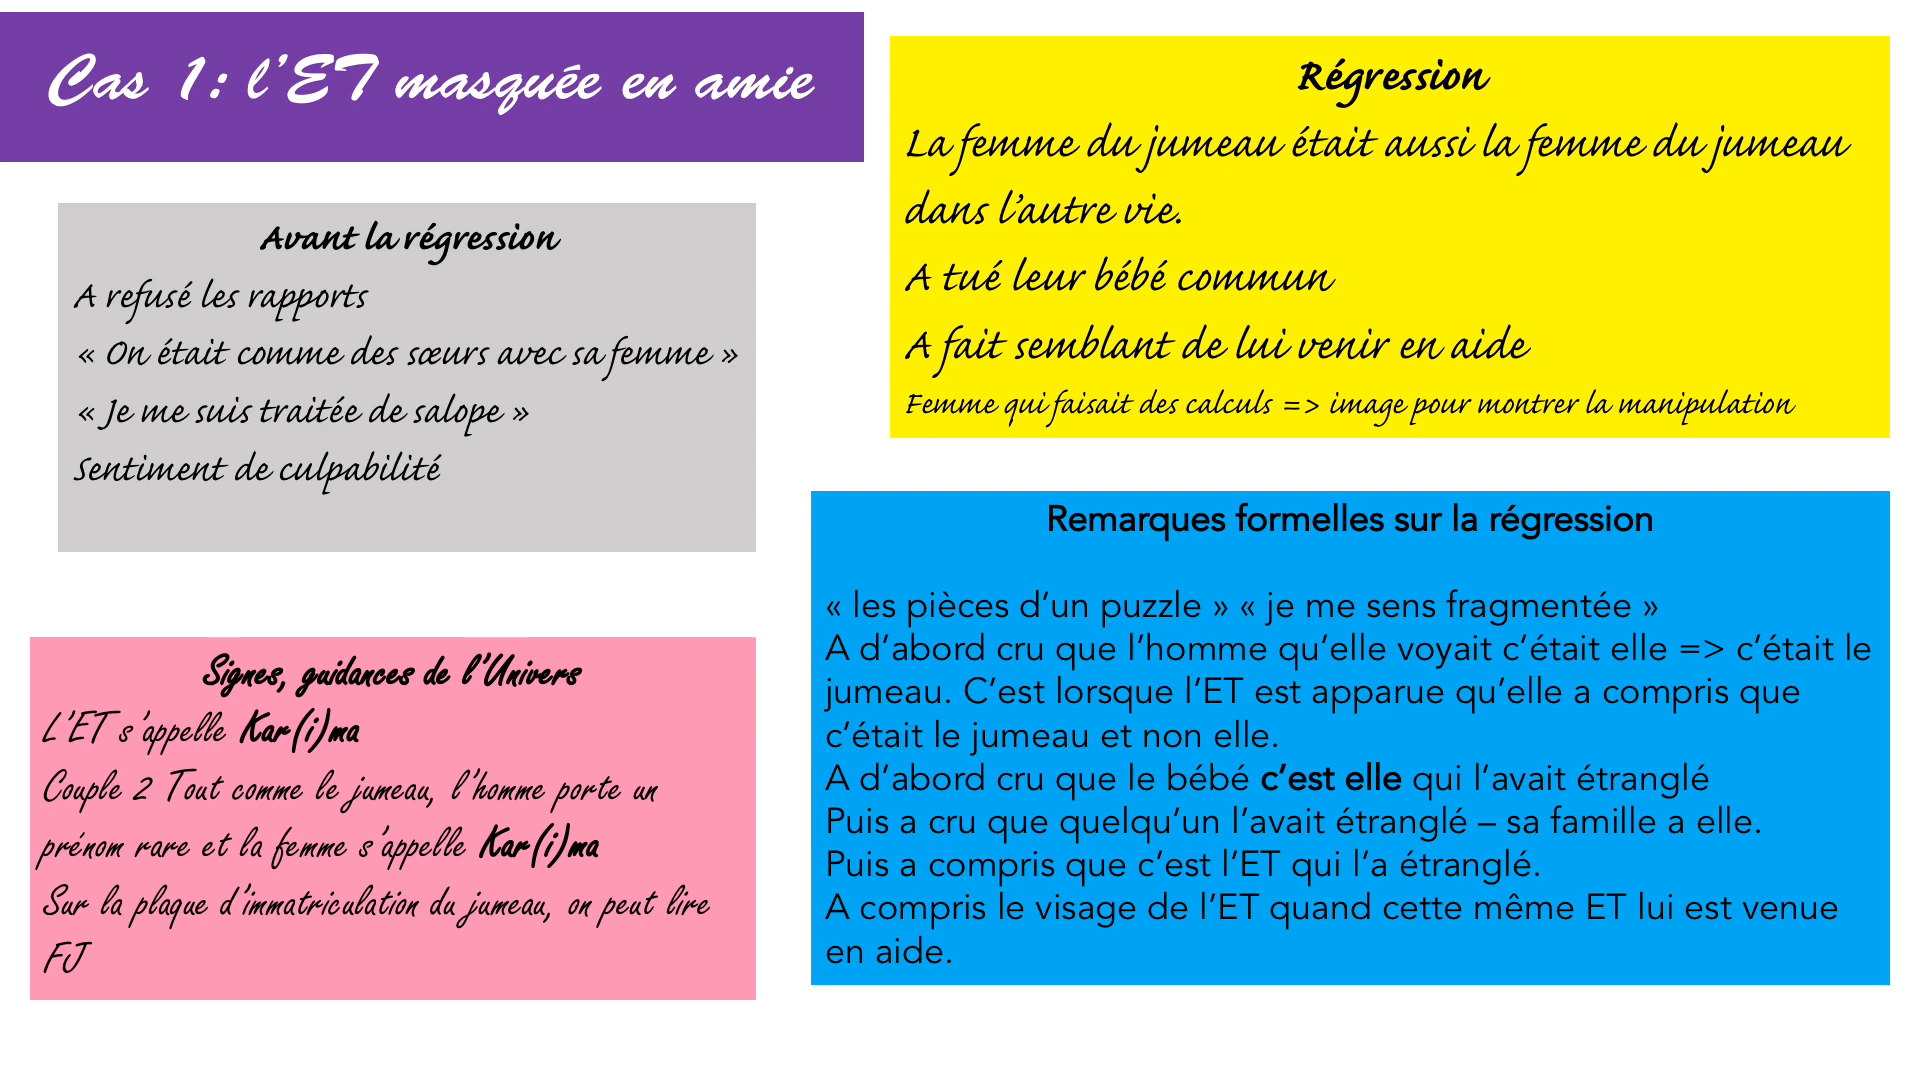 Cas 1: l'ET masquée en amie
Avant la régression
A refusé les rapports
« On était comme des sœurs avec sa femme »
« Je me suis traitée de salope »
Sentiment de culpabilité
Signes, guidances de l'Univers
L'ET s'appelle Kar(i)ma
Couple 2 Tout comme le jumeau, l'homme porte un
prénom rare et la femme s'appelle Kar(i)ma
Sur la plaque d'immatriculation du jumeau, on peut lire
FJ
Régression
La femme du jumeau était aussi la femme du jumeau
dans l'autre vie.
A tué leur bébé commun
A fait semblant de lui venir en aide
Femme qui faisait des calculs => image pour montrer la manipulation
Remarques formelles sur la régression
« les pièces d'un puzzle » « je me sens fragmentée »
A d'abord cru que l'homme qu'elle voyait c'était elle => c'était le
jumeau. C'est lorsque l'ET est apparue qu'elle a compris que
c'était le jumeau et non elle.
A d'abord cru que le bébé c'est elle qui l'avait étranglé
Puis a cru que quelqu'un l'avait étranglé – sa famille a elle.
Puis a compris que c'est l'ET qui l'a étranglé.
A compris le visage de l'ET quand cette même ET lui est venue
en aide.